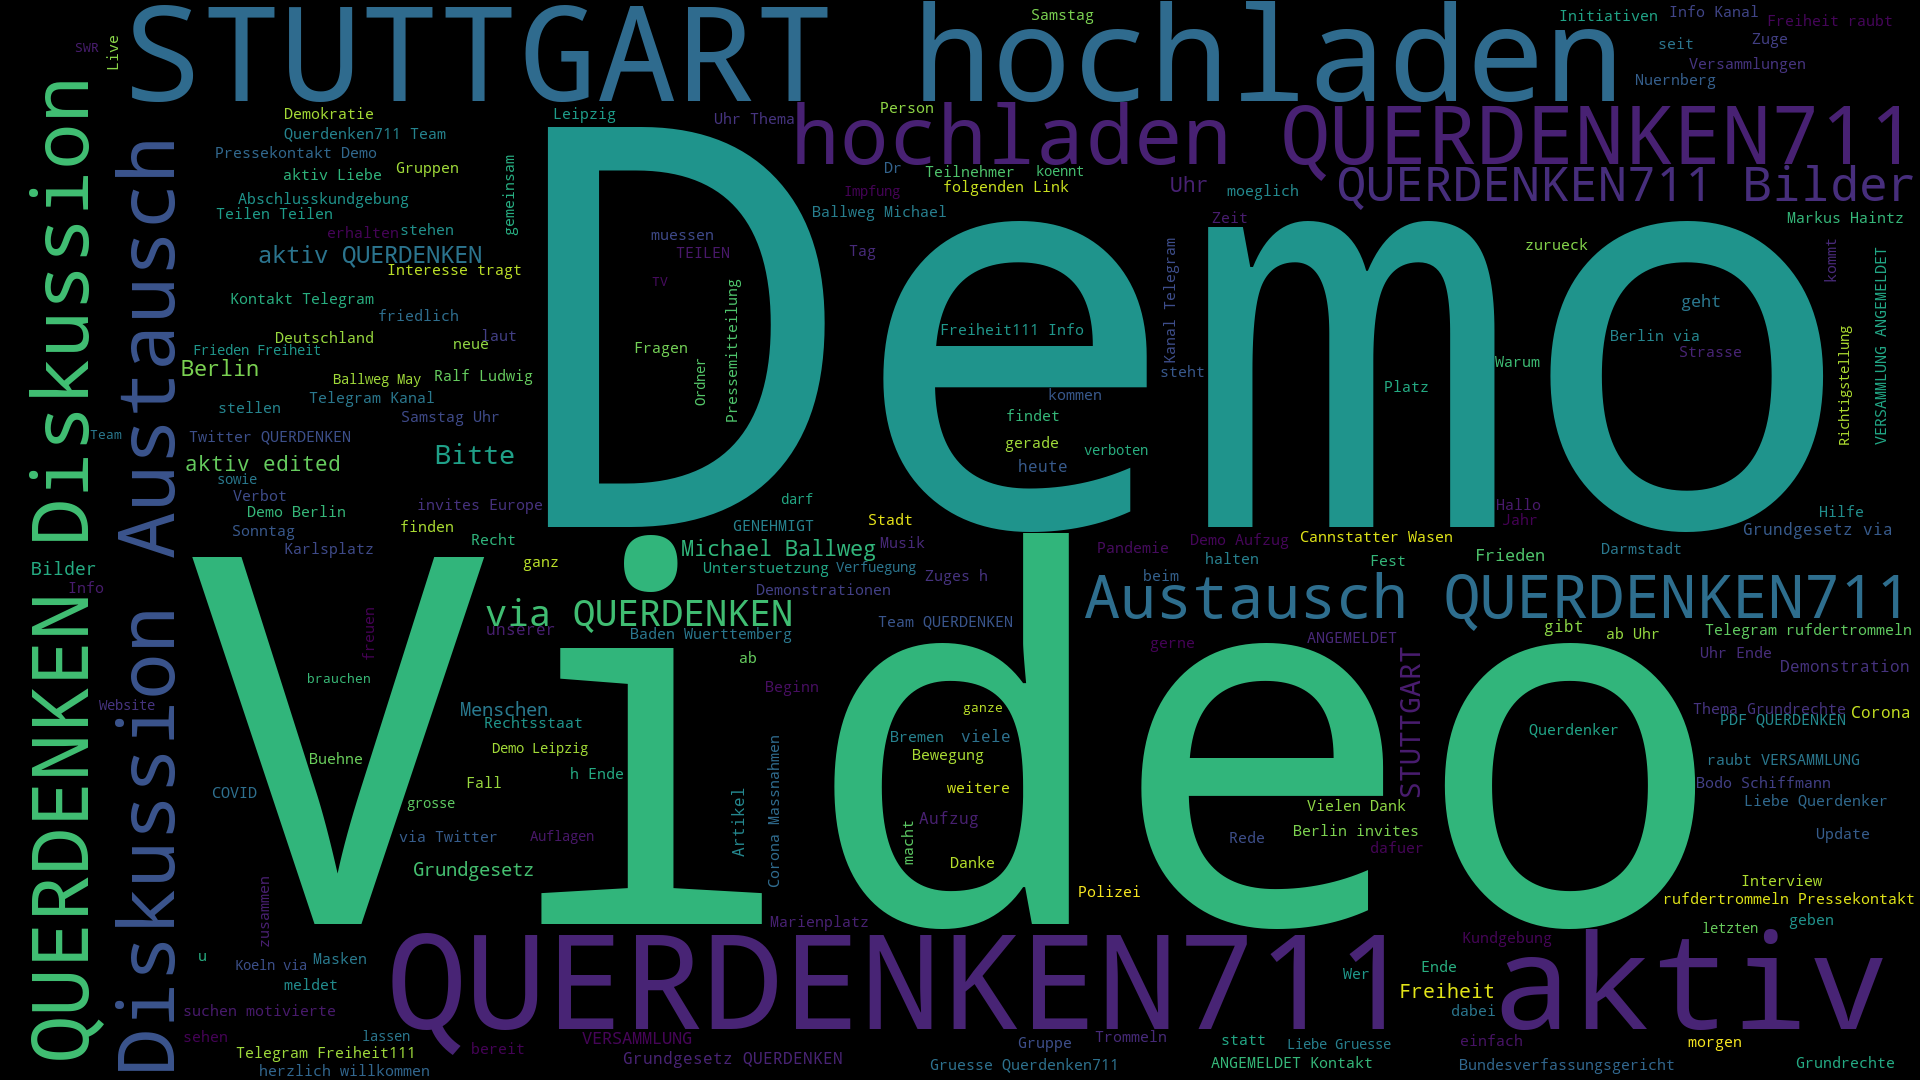 STUTTGART hochladen
Samstag
Initiativen
Info Kanal
Freiheit raubt
SWR
Live
seit
Zuge
Versammlungen
Nuernberg
QUERDENKEN Diskussion
Diskussion Austausch
hochladen QUERDENKEN711
Demokratie
Leipzig
Uhr Thema
Person
Querdenken711 Team
Pressekontakt Demo
Gruppen
aktiv Liebe
gemeinsam
Dr
Teilnehmer
koennt
QUERDENKEN711 Bilder
Impfung
folgenden Link
Uhr
moeglich
Abschlusskundgebung
Teilen Teilen
Ballweg Michael
Zeit
Markus Haintz
erhalten
stehen
muessen
TEILEN
Tag
zurueck
kommt
aktiv QUERDENKEN
Interesse tragt
TV
Demo
Kanal Telegram
VERSAMMLUNG ANGEMELDET
Kontakt Telegram
friedlich
Pressemitteilung
geht
Deutschland
neue
laut
Freiheit111 Info
Berlin via
Frieden Freiheit
Fragen
Strasse
Berlin
Ballweg May
Ralf Ludwig
Ordner
steht
Warum
Richtigstelllung
Telegram Kanal
Platz
stellen
Samstag Uhr
kommen
findet
Team
Twitter QUERDENKEN
Bitte
gerade
verboten
aktiv edited
heute
sowie
Verbot
invites Europe
darf
Hallo
Demo Berlin
finden
GENEHMIGT
Stadt
Jahr
Hilfe
Sonntag
Recht
Cannstatter Wasen
Grundgesetz via
Karlsplatz
Michael Ballweg
Musik
Pandemie
Demo Aufzug
Frieden
Darmstadt
Bilder
ganz
Unterstuetzung
Verfuegung
halten
Fest
Info
Demonstrationen
Zuges h
beim
Austausch QUERDENKEN711
Video
via QUERDENKEN
Team QUERDENKEN
freuen
unserer
Baden Wuerttemberg
gerne
ANGEMELDET
gibt
ab Uhr
Telegram rufdertrommeln
ab
Uhr Ende
Demonstration
brauchen
Beginn
STUTTGART
Website
Menschen
ganze
Thema Grundrechte
Corona
Rechtsstaat
PDF QUERDENKEN
Querdenker
Bremen
viele
Demo Leipzig
Bewegung
Buehne
raubt VERSAMMLUNG
h Ende
Fall
weitere
Bodo Schiffmann
COVID
grosse
Artikel
Corona Massnahmen
Vielen Dank
Liebe Querdenker
via Twitter
Auflagen
Aufzug
macht
Berlin invites
Rede
dafuer
Update
Grundgesetz
Danke
Polizei
Interview
zusammen
rufdertrommeln Pressekontakt
Marienplatz
geben
letzten
QUERDENKEN711 aktiv
Kundgebung
u
Koeln via
Masken
Wer
Ende
meldet
Freiheit
suchen motivierte
dabei
sehen
lassen
VERSAMMLUNG
Trommeln
statt
Liebe Gruesse
einfach
morgen
Telegram Freiheit111
bereit
Gruppe
Grundgesetz QUERDENKEN
Gruesse Querdenken711
ANGEMELDET Kontakt
Bundesverfassungsgericht
Grundrechte
herzlich willkommen